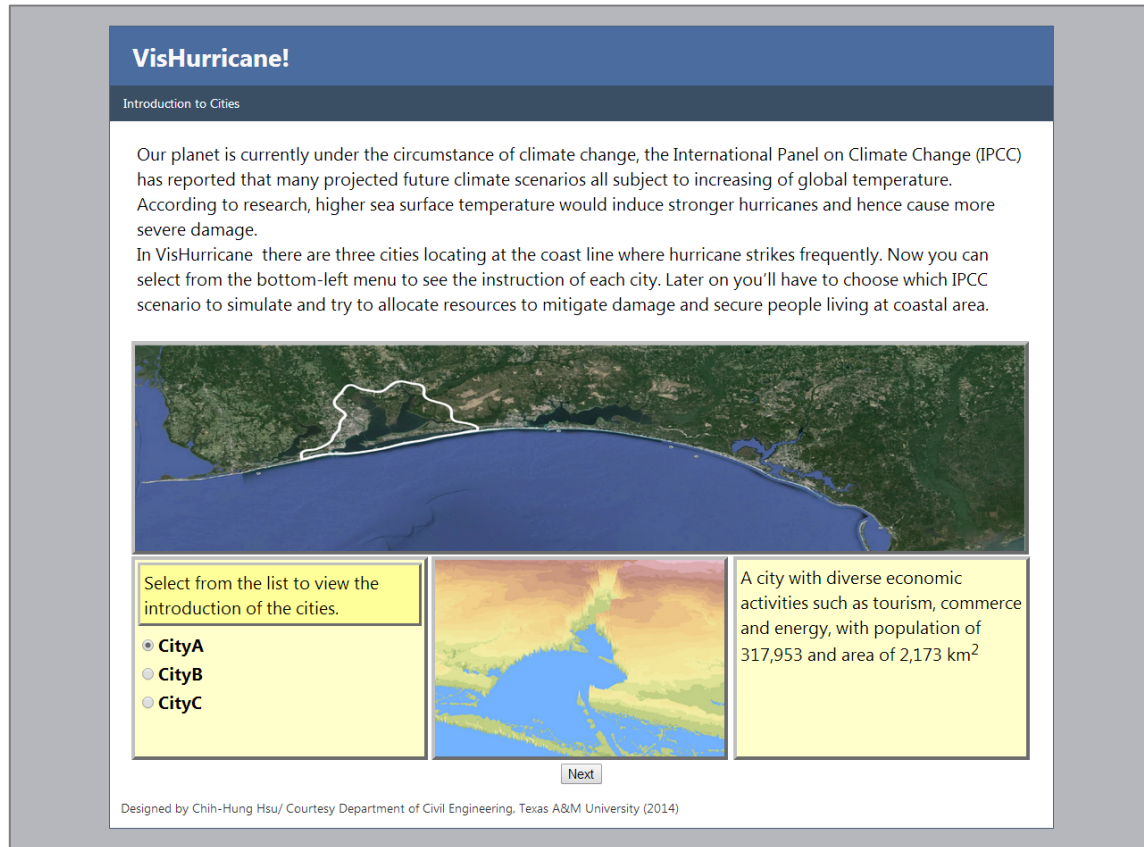 VisHurricane!
Introduction to Cities
Our planet is currently under the circumstance of climate change, the International Panel on Climate Change (IPCC)
has reported that many projected future climate scenarios all subject to increasing of global temperature.
According to research, higher sea surface temperature would induce stronger hurricanes and hence cause more
severe damage.
In VisHurricane  there are three cities locating at the coast line where hurricane strikes frequently. Now you can
select from the bottom-left menu to see the instruction of each city. Later on you'll have to choose which IPCC
scenario to simulate and try to allocate resources to mitigate damage and secure people living at coastal area.
Select from the list to view the
introduction of the cities.
CityA
CityB
CityC
A city with diverse economic
activities such as tourism, commerce
and energy, with population of
317,953 and area of 2,173 km²
Next
Designed by Chih-Hung Hsu/ Courtesy Department of Civil Engineering, Texas A&M University (2014)